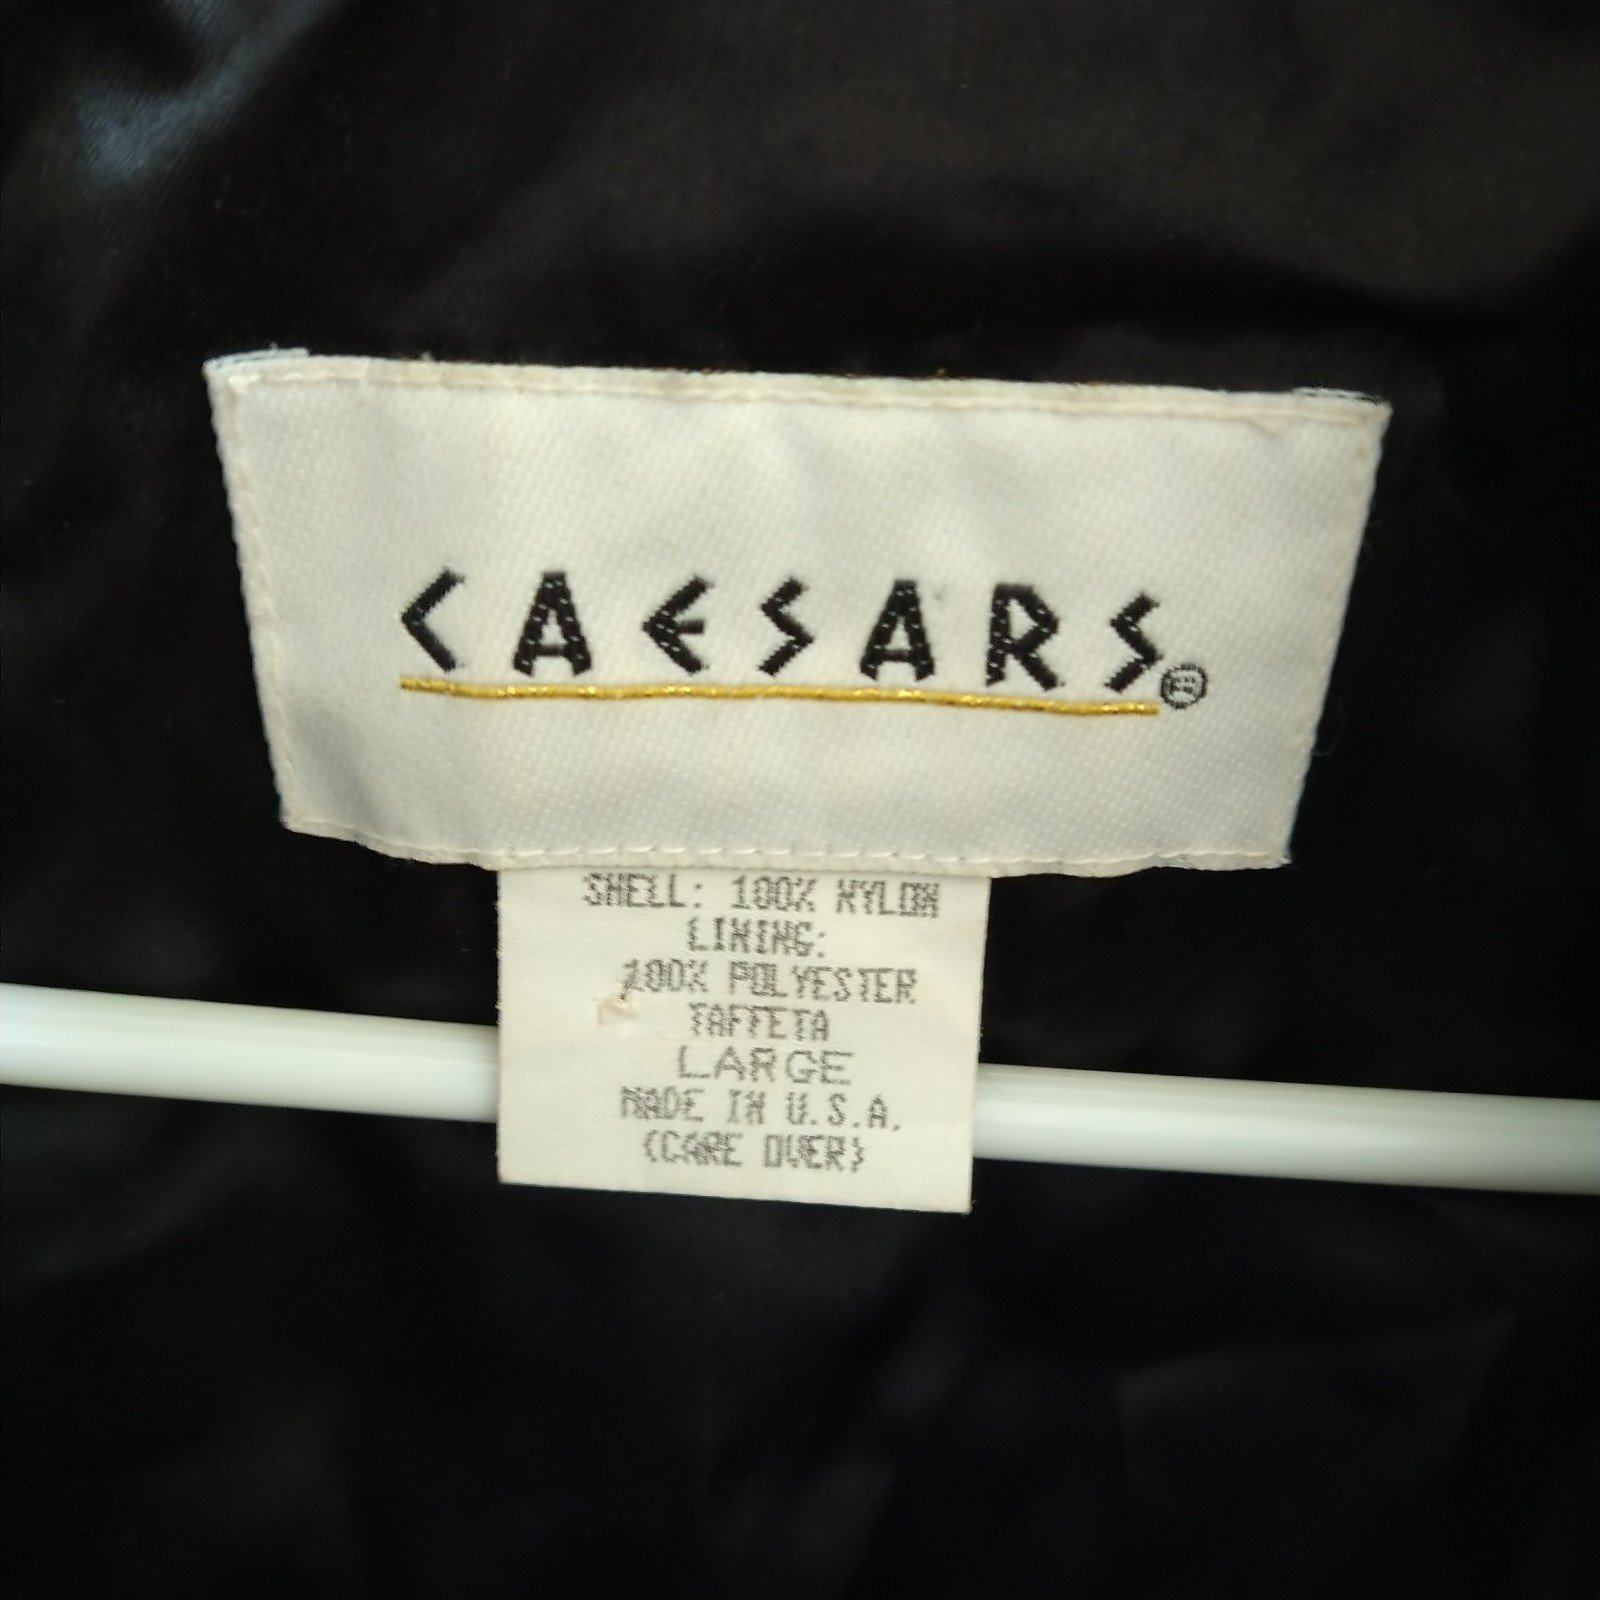 CAESARS®
SHELL: 100% NYLON
LINING:
100% POLYESTER
TAFFETA
LARGE
MADE IN U.S.A.
(CARE OVER)